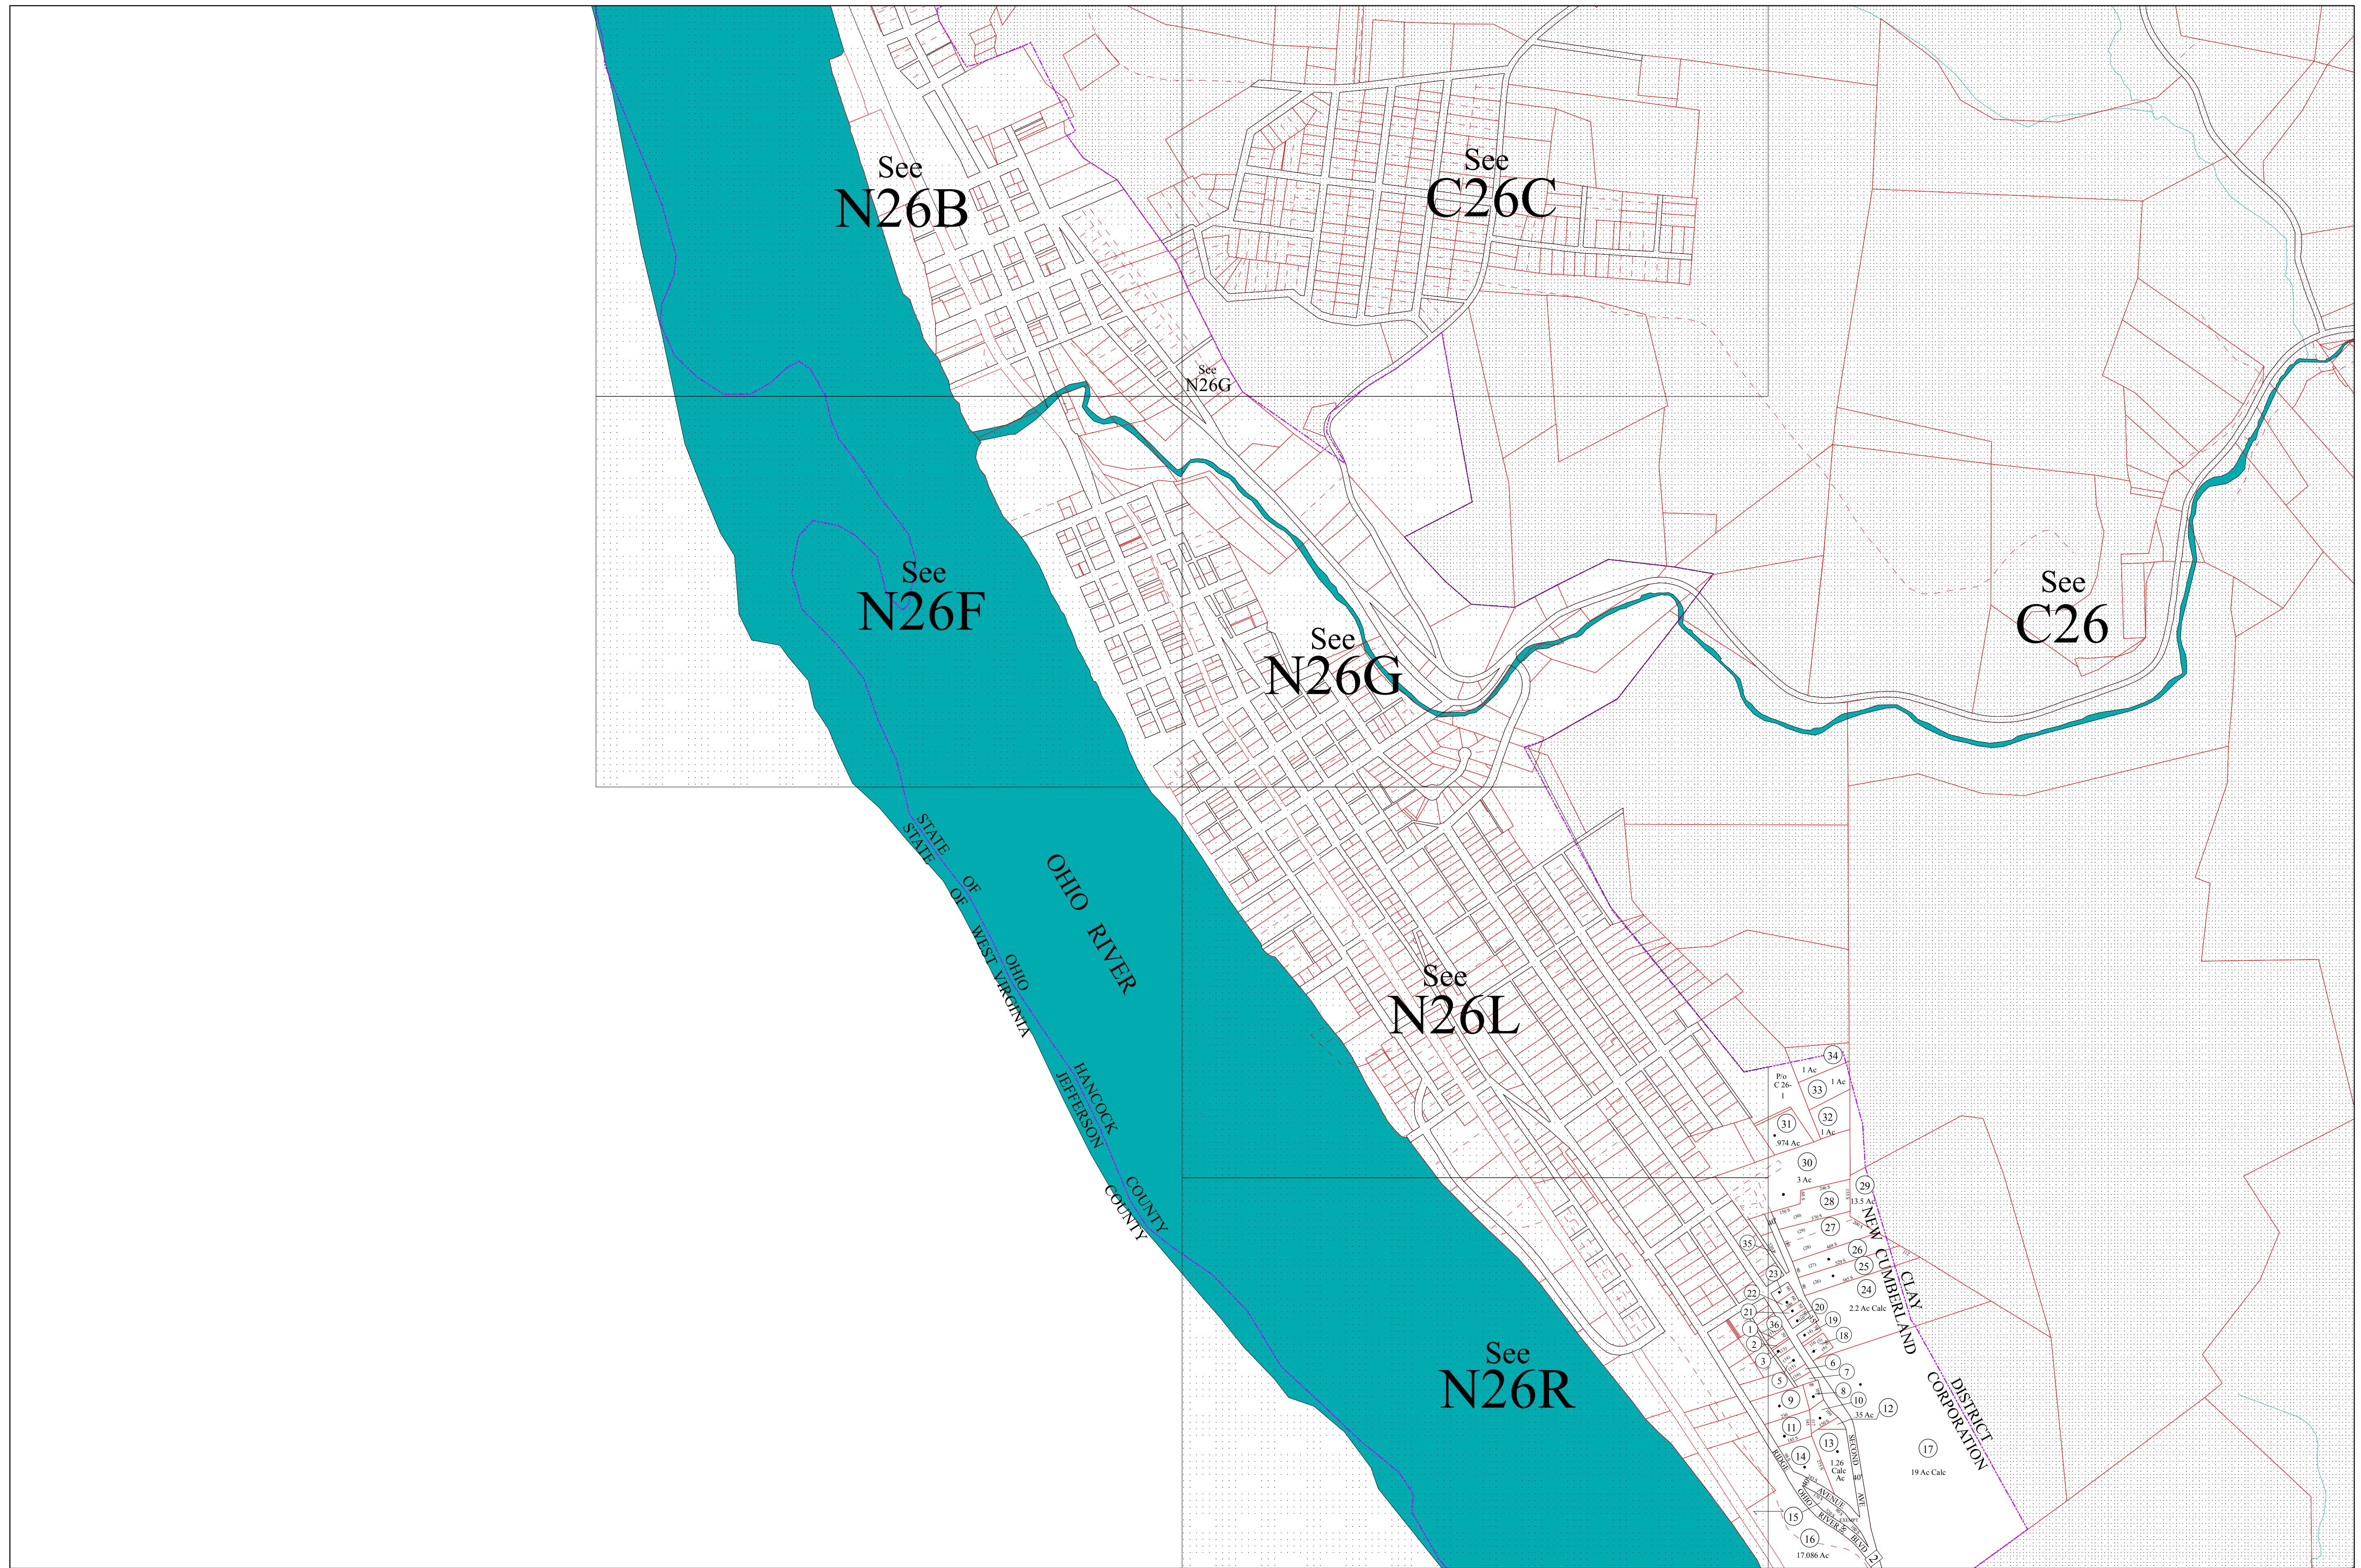 See
N26B
See
C26C
See
N26G
See
N26F
See
C26
See
N26G
STATE OF OHIO
STATE OF WEST VIRGINIA
OHIO RIVER
See
N26L
HANCOCK COUNTY
JEFFERSON COUNTY
34
1 Ac
P/o
C 26-
1
33
1 Ac
32
1 Ac
31
.974 Ac
30
3 Ac
29
13.5 Ac
28
27
26
25
24
2.2 Ac Calc
35
23
22
21
20
19
18
1
36
2
3
5
6
7
8
9
10
.35 Ac
12
11
13
1.26
Calc
Ac
14
15
16
17.086 Ac
17
19 Ac Calc
CLAY DISTRICT
NEW CUMBERLAND CORPORATION
See
N26R
SECOND AVE
40'
RIDGE AVENUE
OHIO RIVER BLVD
2